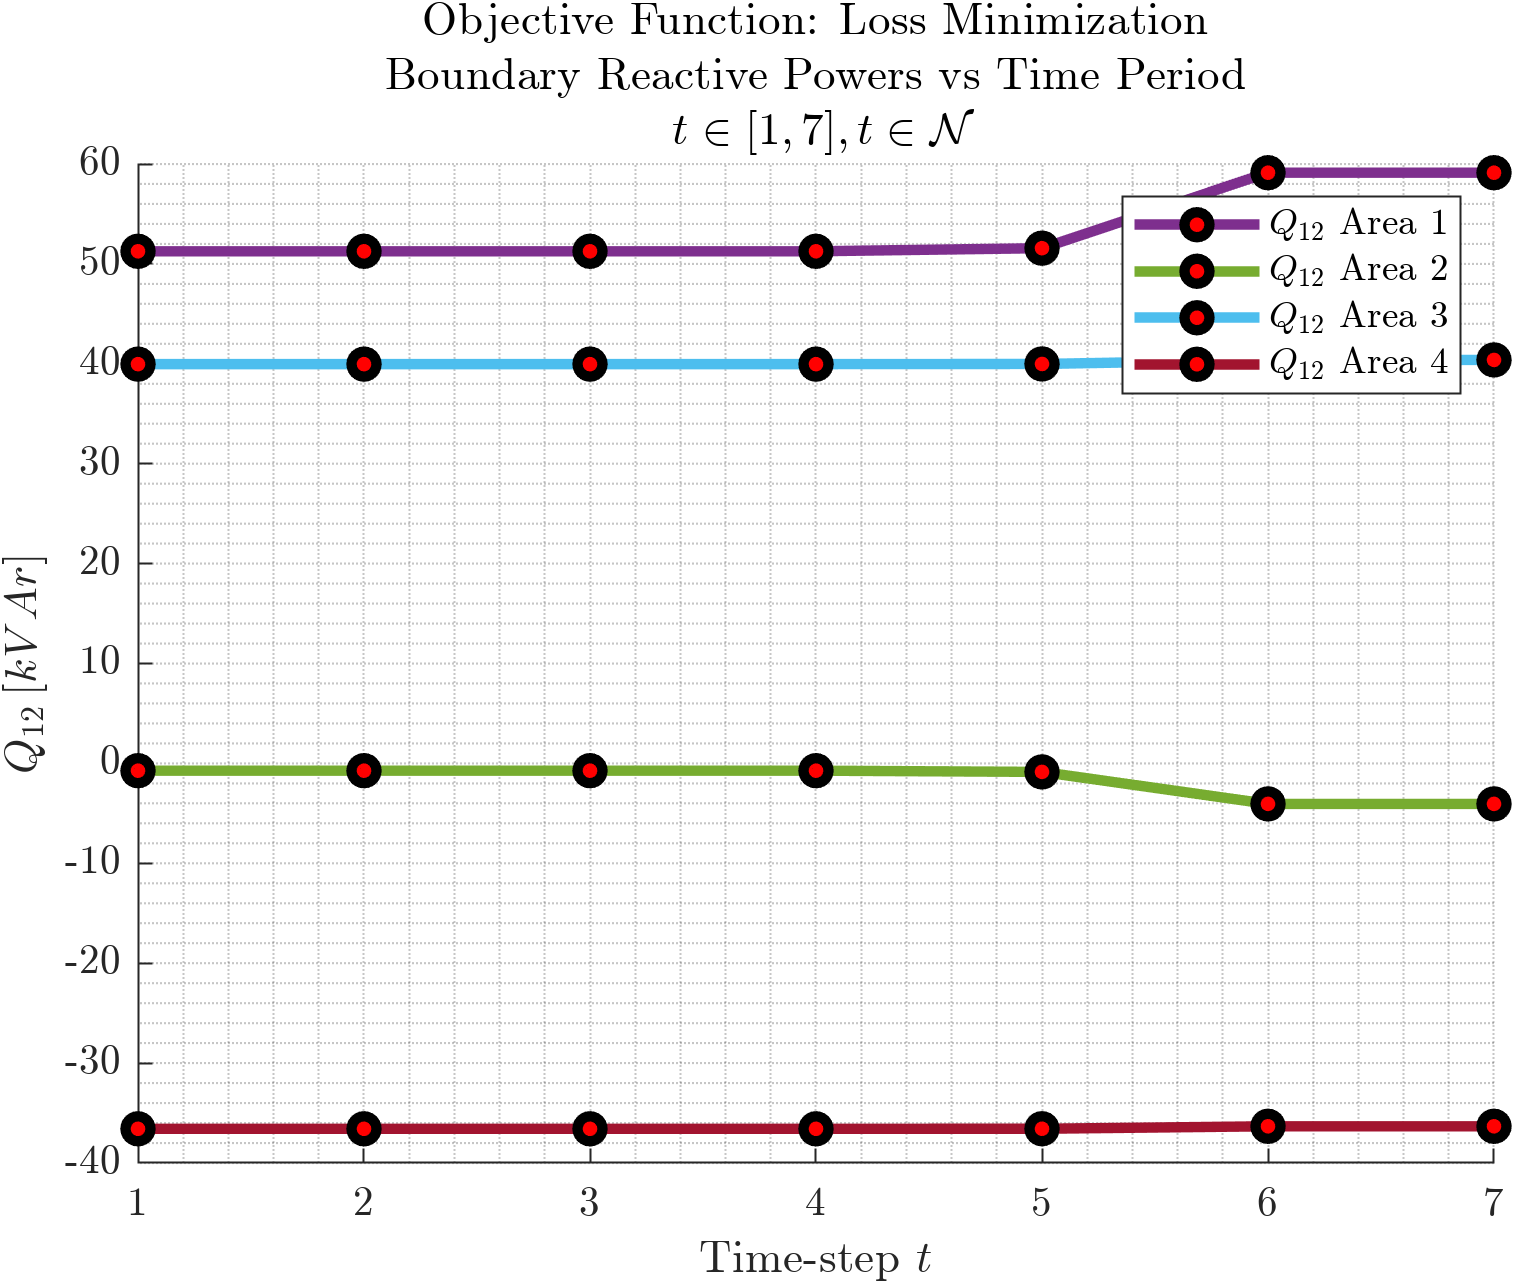 Objective Function: Loss Minimization
Boundary Reactive Powers vs Time Period
t ∈ [1, 7], t ∈ 𝒩
60
50
40
30
20
10
0
-10
-20
-30
-40
Q₁₂ [kV Ar]
Q₁₂ Area 1
Q₁₂ Area 2
Q₁₂ Area 3
Q₁₂ Area 4
1 2 3 4 5 6 7
Time-step t